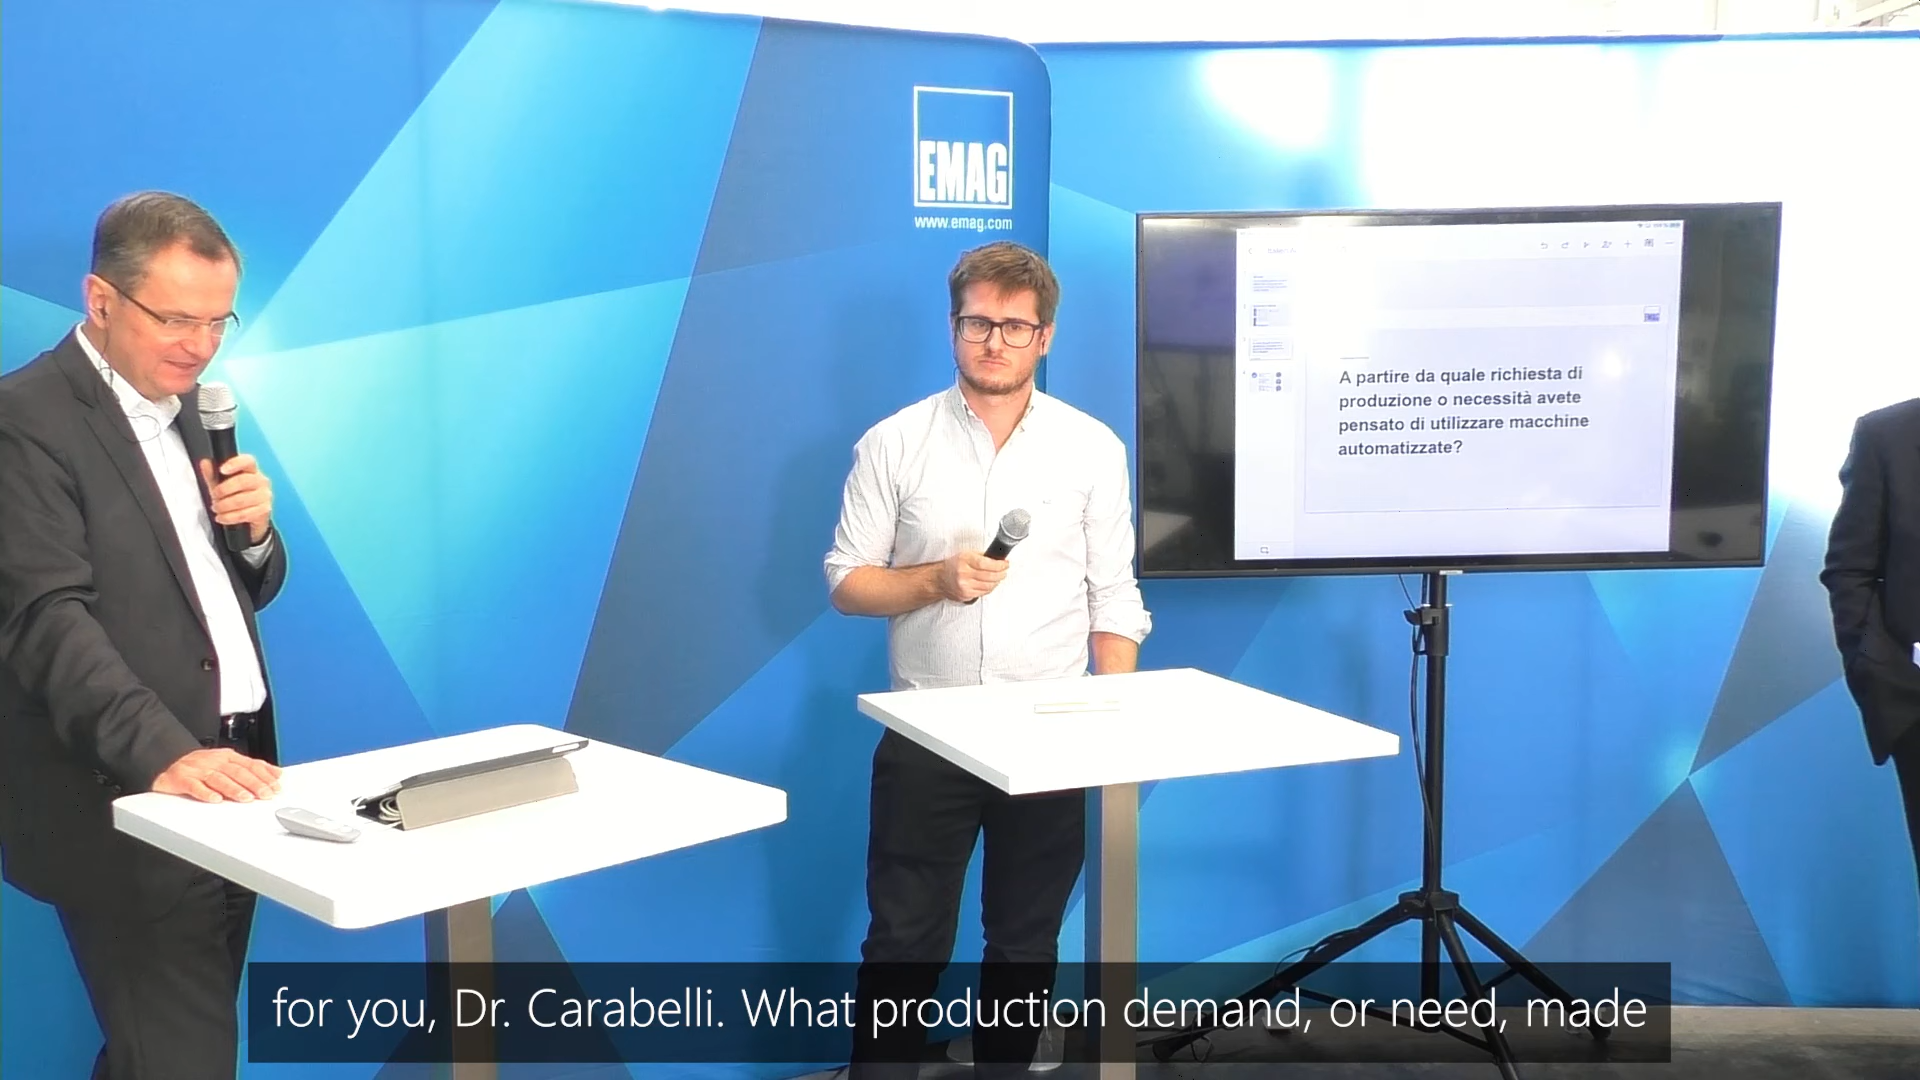 EMAG
www.emag.com
A partire da quale richiesta di
produzione o necessità avete
pensato di utilizzare macchine
automatizzate?
for you, Dr. Carabelli. What production demand, or need, made